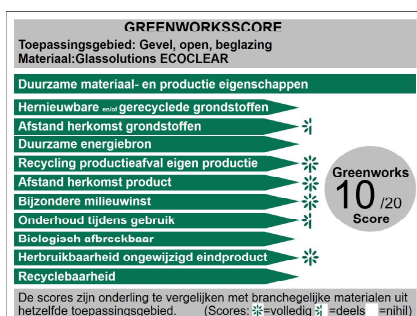 GREENWORKSSCORE
Toepassingsgebied: Gevel, open, beglazing
Materiaal:Glassolutions ECOCLEAR
Duurzame materiaal- en productie eigenschappen
Hernieuwbare en/of gerecyclede grondstoffen
Afstand herkomst grondstoffen
Duurzame energiebron
Recycling productieafval eigen productie
Afstand herkomst product
Bijzondere milieuwinst
Onderhoud tijdens gebruik
Biologisch afbreekbaar
Herbruikbaarheid ongewijzigd eindproduct
Recyclebaarheid
Greenworks
10 /20
Score
De scores zijn onderling te vergelijken met branchegelijke materialen uit
hetzelfde toepassingsgebied. (Scores: =volledig =deels =nihil)